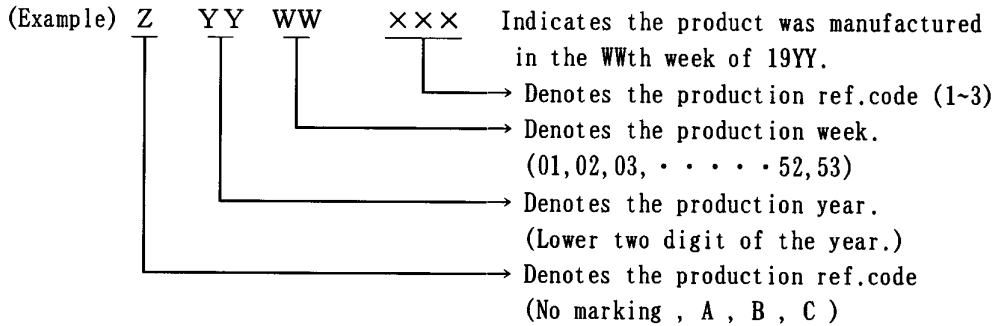 (Example) Z YY WW ××× Indicates the product was manufactured
in the WWth week of 19YY.
Denotes the production ref.code (1~3)
Denotes the production week.
(01,02,03, · · · · · 52,53)
Denotes the production year.
(Lower two digit of the year.)
Denotes the production ref.code
(No marking , A , B , C )